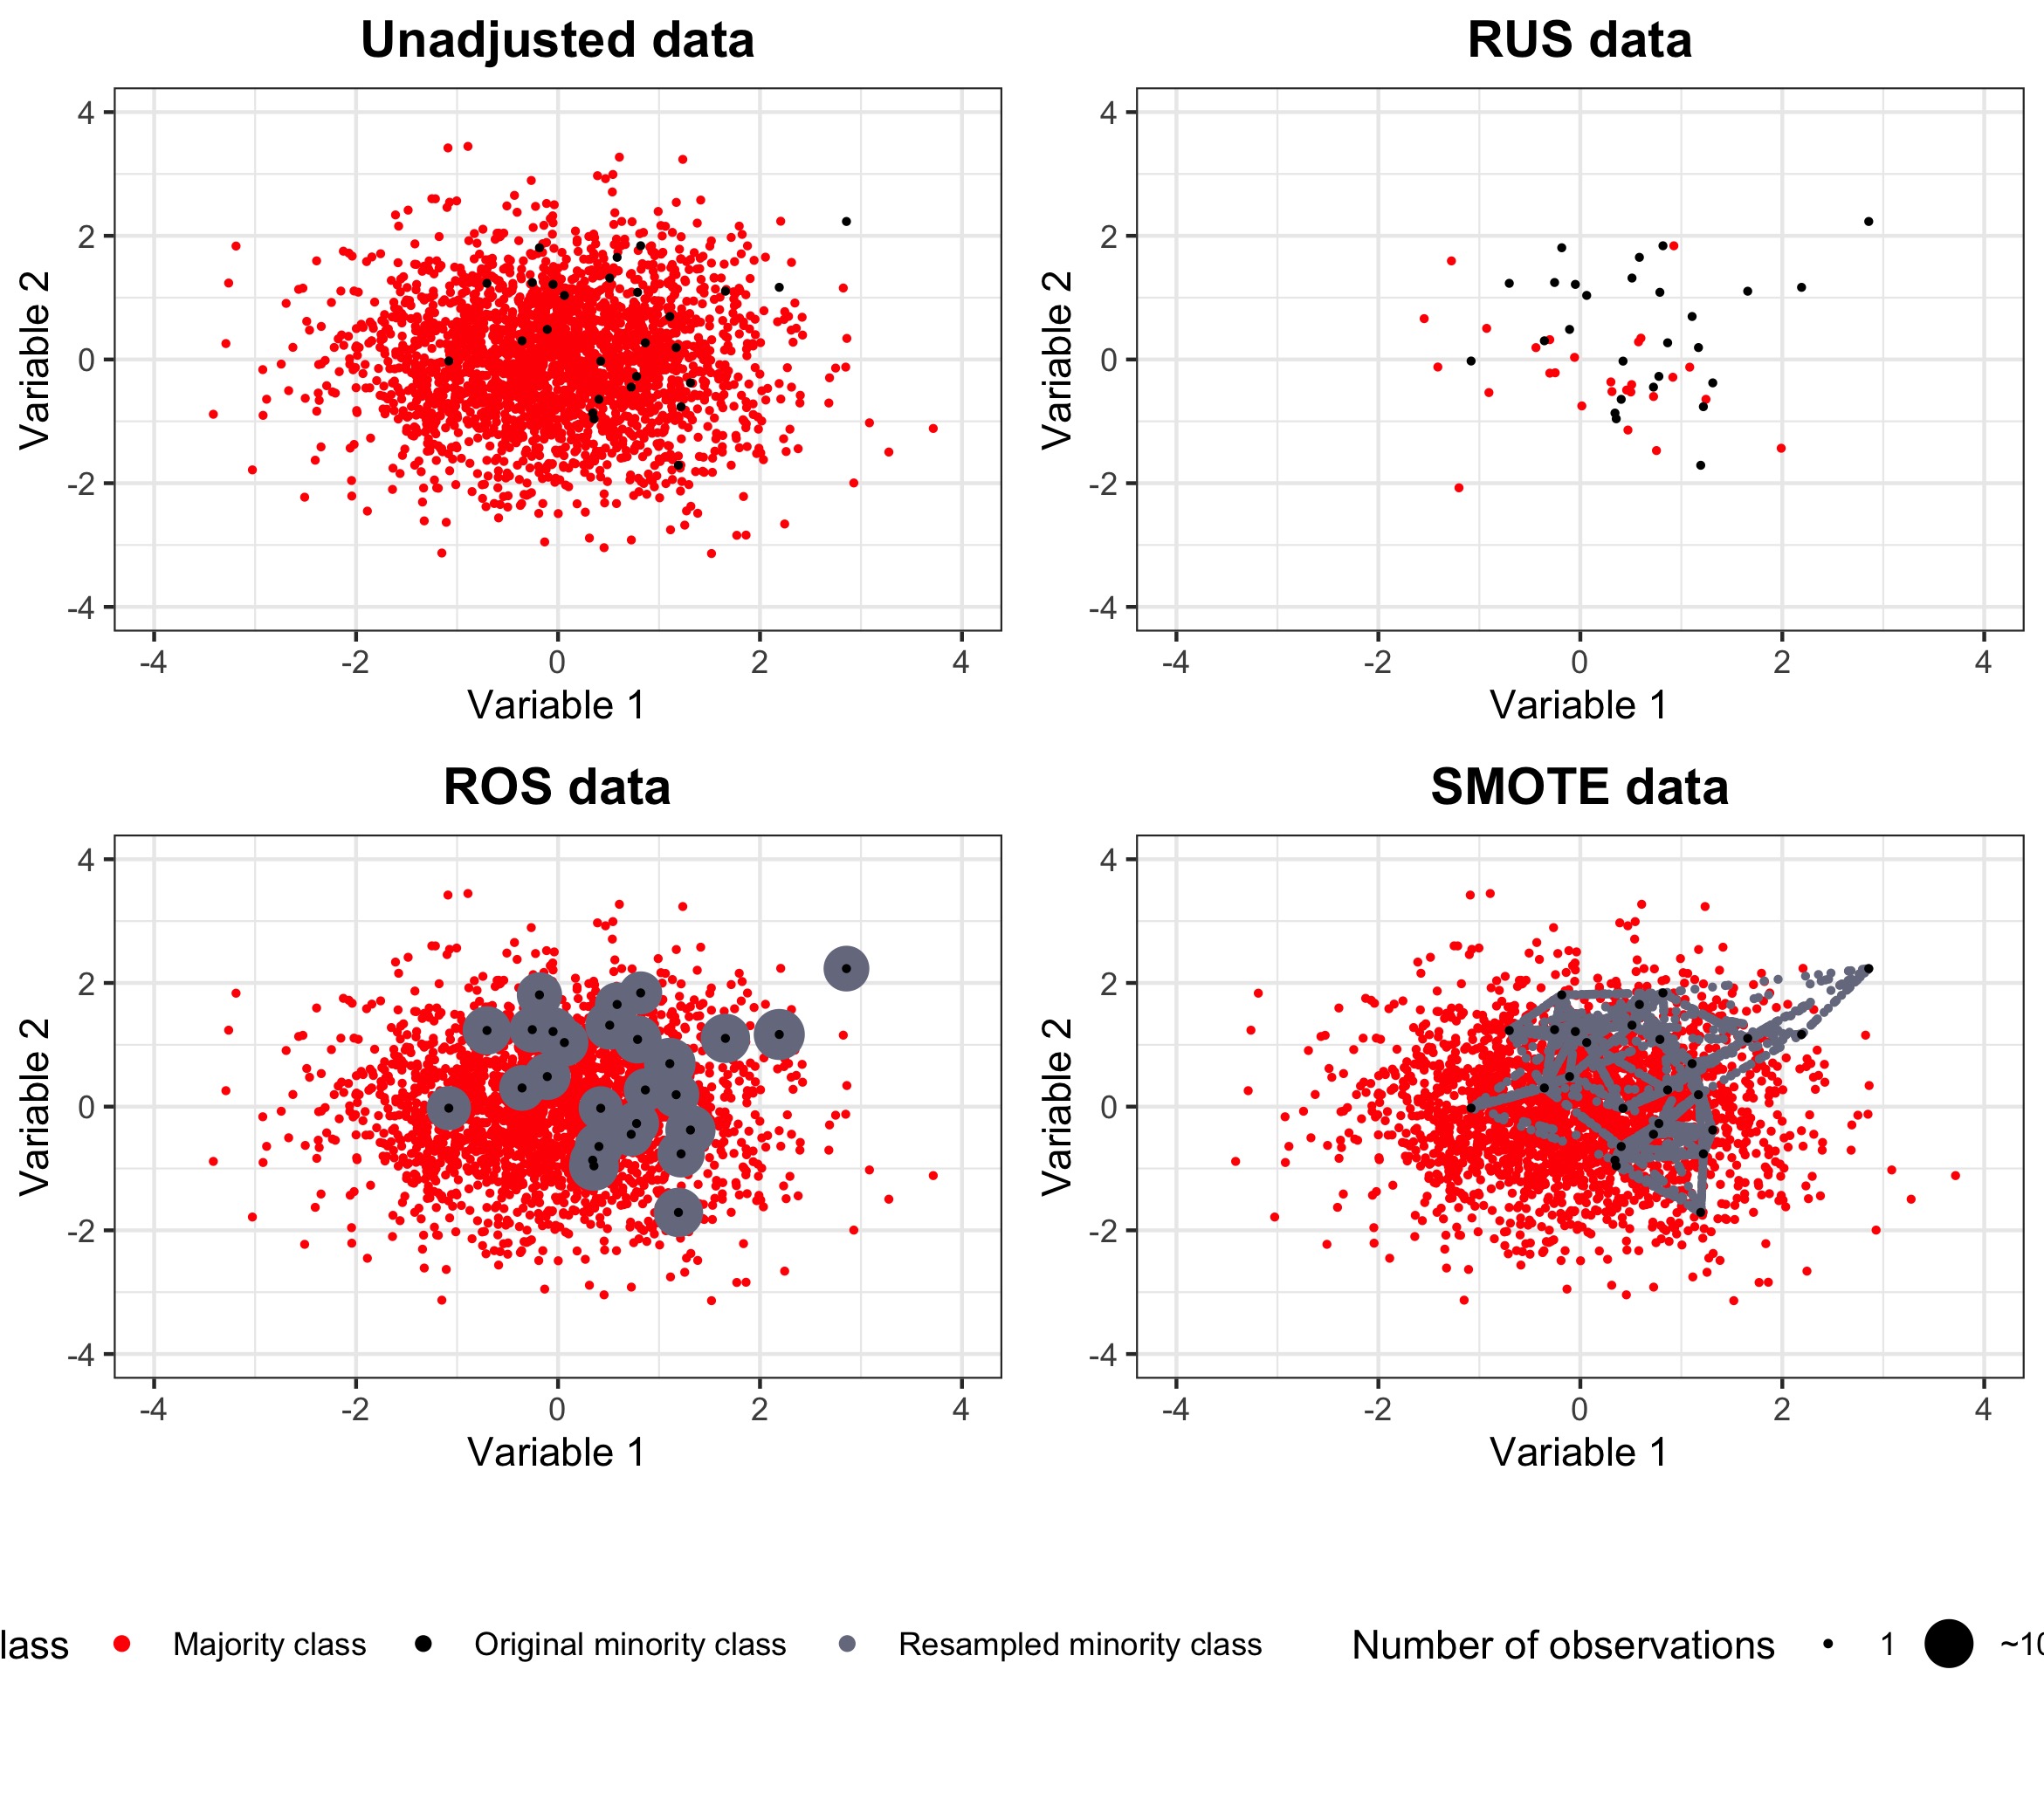 Unadjusted data
RUS data
4
2
0
-2
-4
-4 -2 0 2 4
Variable 1
Variable 2
4
2
0
-2
-4
-4 -2 0 2 4
Variable 1
Variable 2
ROS data
SMOTE data
4
2
0
-2
-4
-4 -2 0 2 4
Variable 1
Variable 2
4
2
0
-2
-4
-4 -2 0 2 4
Variable 1
Variable 2
lass Majority class Original minority class Resampled minority class Number of observations 1